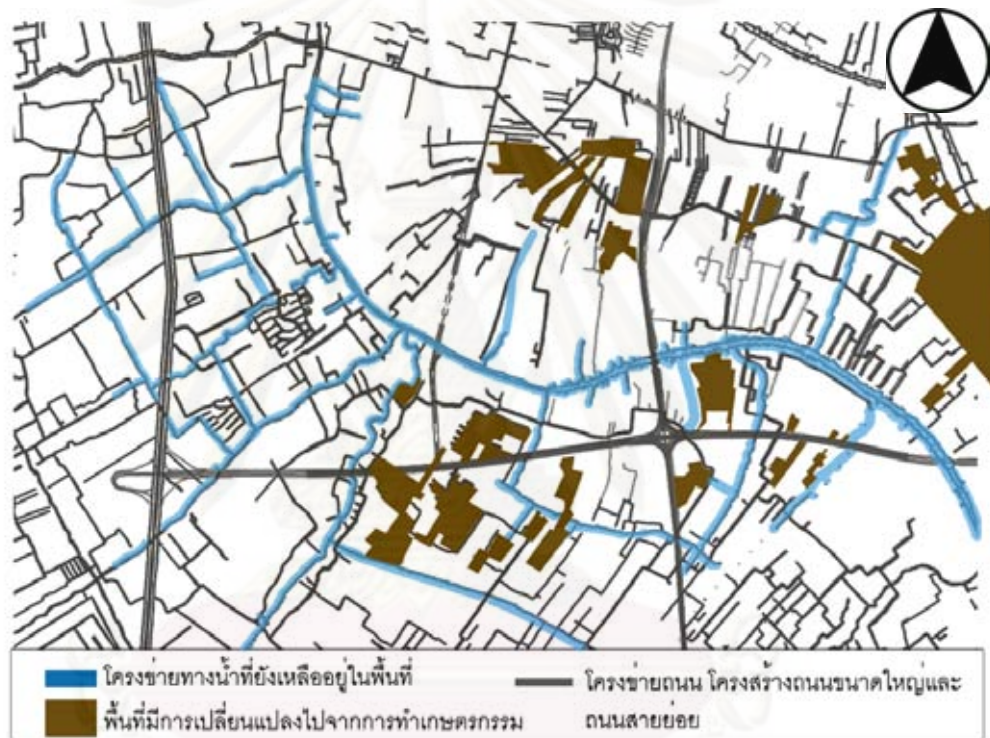 โครงข่ายทางน้ำที่ยังเหลืออยู่ในพื้นที่
พื้นที่มีการเปลี่ยนแปลงไปจากการทำเกษตรกรรม
โครงข่ายถนน โครงสร้างถนนขนาดใหญ่และ
ถนนสายย่อย